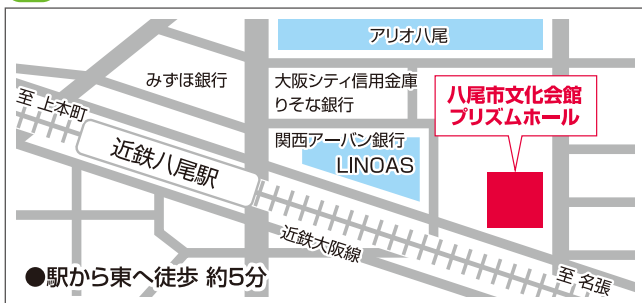 アリオ八尾
みずほ銀行
大阪シティ信用金庫
りそな銀行
八尾市文化会館
プリズムホール
至 上本町
関西アーバン銀行
LINOAS
近鉄八尾駅
近鉄大阪線
●駅から東へ徒歩 約5分
至 名張